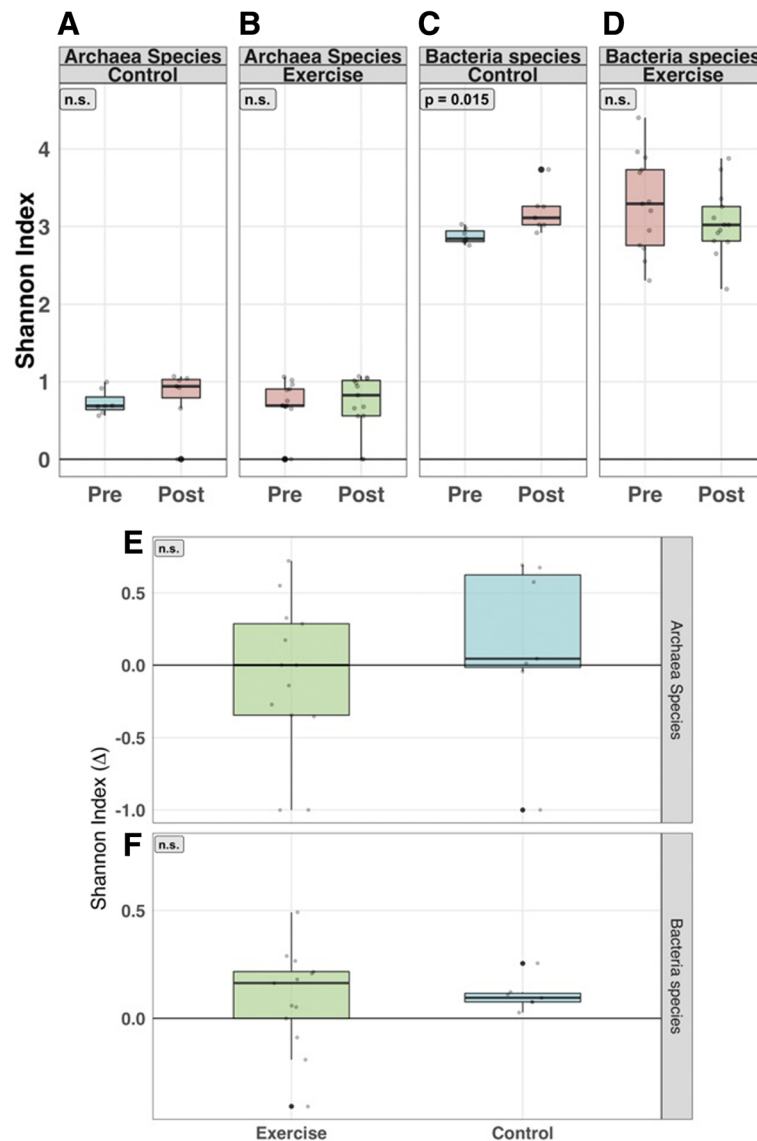 A B C D
Archaea Species Archaea Species Bacteria species Bacteria species
Control Exercise Control Exercise
n.s. n.s. p = 0.015 n.s.
Shannon Index
4
3
2
1
0
Pre Post Pre Post Pre Post Pre Post
E
n.s.
0.5
0.0
-0.5
-1.0
Archaea Species
Shannon Index (Δ)
F
n.s.
0.5
0.0
Bacteria species
Exercise Control